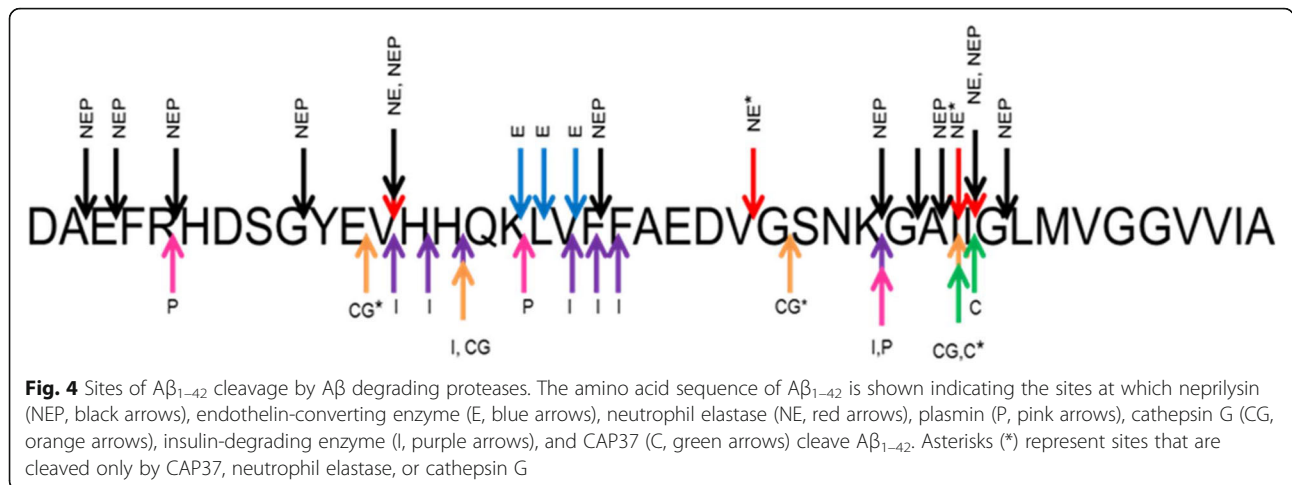 NE, NEP
NE, NEP
NEP
NEP
NEP
NEP
E
E
E
NEP
NE*
NEP
NEP
NE*
NEP
DAEFRHDSGYEVHHQKLVFFAEDVGSNKGAIIGLMVGGVVIA
P
CG*
I
I
P
I
I
I
CG*
C
I, CG
I,P
CG,C*
Fig. 4 Sites of Aβ1–42 cleavage by Aβ degrading proteases. The amino acid sequence of Aβ1–42 is shown indicating the sites at which neprilysin
(NEP, black arrows), endothelin-converting enzyme (E, blue arrows), neutrophil elastase (NE, red arrows), plasmin (P, pink arrows), cathepsin G (CG,
orange arrows), insulin-degrading enzyme (I, purple arrows), and CAP37 (C, green arrows) cleave Aβ1–42. Asterisks (*) represent sites that are
cleaved only by CAP37, neutrophil elastase, or cathepsin G